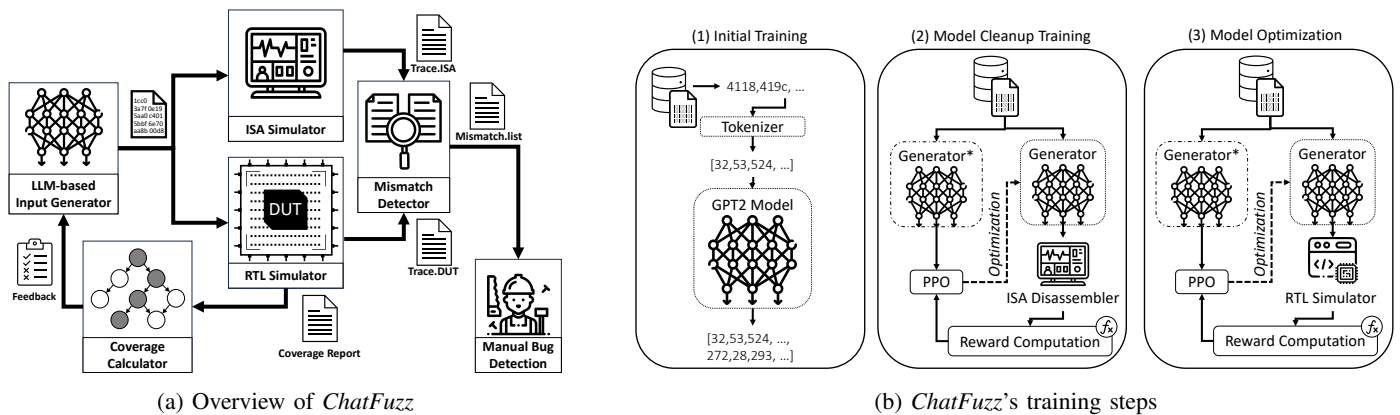 LLM-based
Input Generator
1cc0
3a7f 0e19
5aa0 c401
5bbf 6e70
aa8b 00d8
ISA Simulator
DUT
RTL Simulator
Trace.ISA
Mismatch
Detector
Trace.DUT
Mismatch.list
Feedback
Coverage
Calculator
Coverage Report
Manual Bug
Detection
(a) Overview of ChatFuzz
(1) Initial Training
4118,419c, ...
Tokenizer
[32,53,524, ...]
GPT2 Model
[32,53,524, ...,
272,28,293, ...]
(2) Model Cleanup Training
Generator*
Generator
Optimization
PPO
ISA Disassembler
Reward Computation
fx
(3) Model Optimization
Generator*
Generator
Optimization
PPO
</>
RTL Simulator
Reward Computation
fx
(b) ChatFuzz's training steps